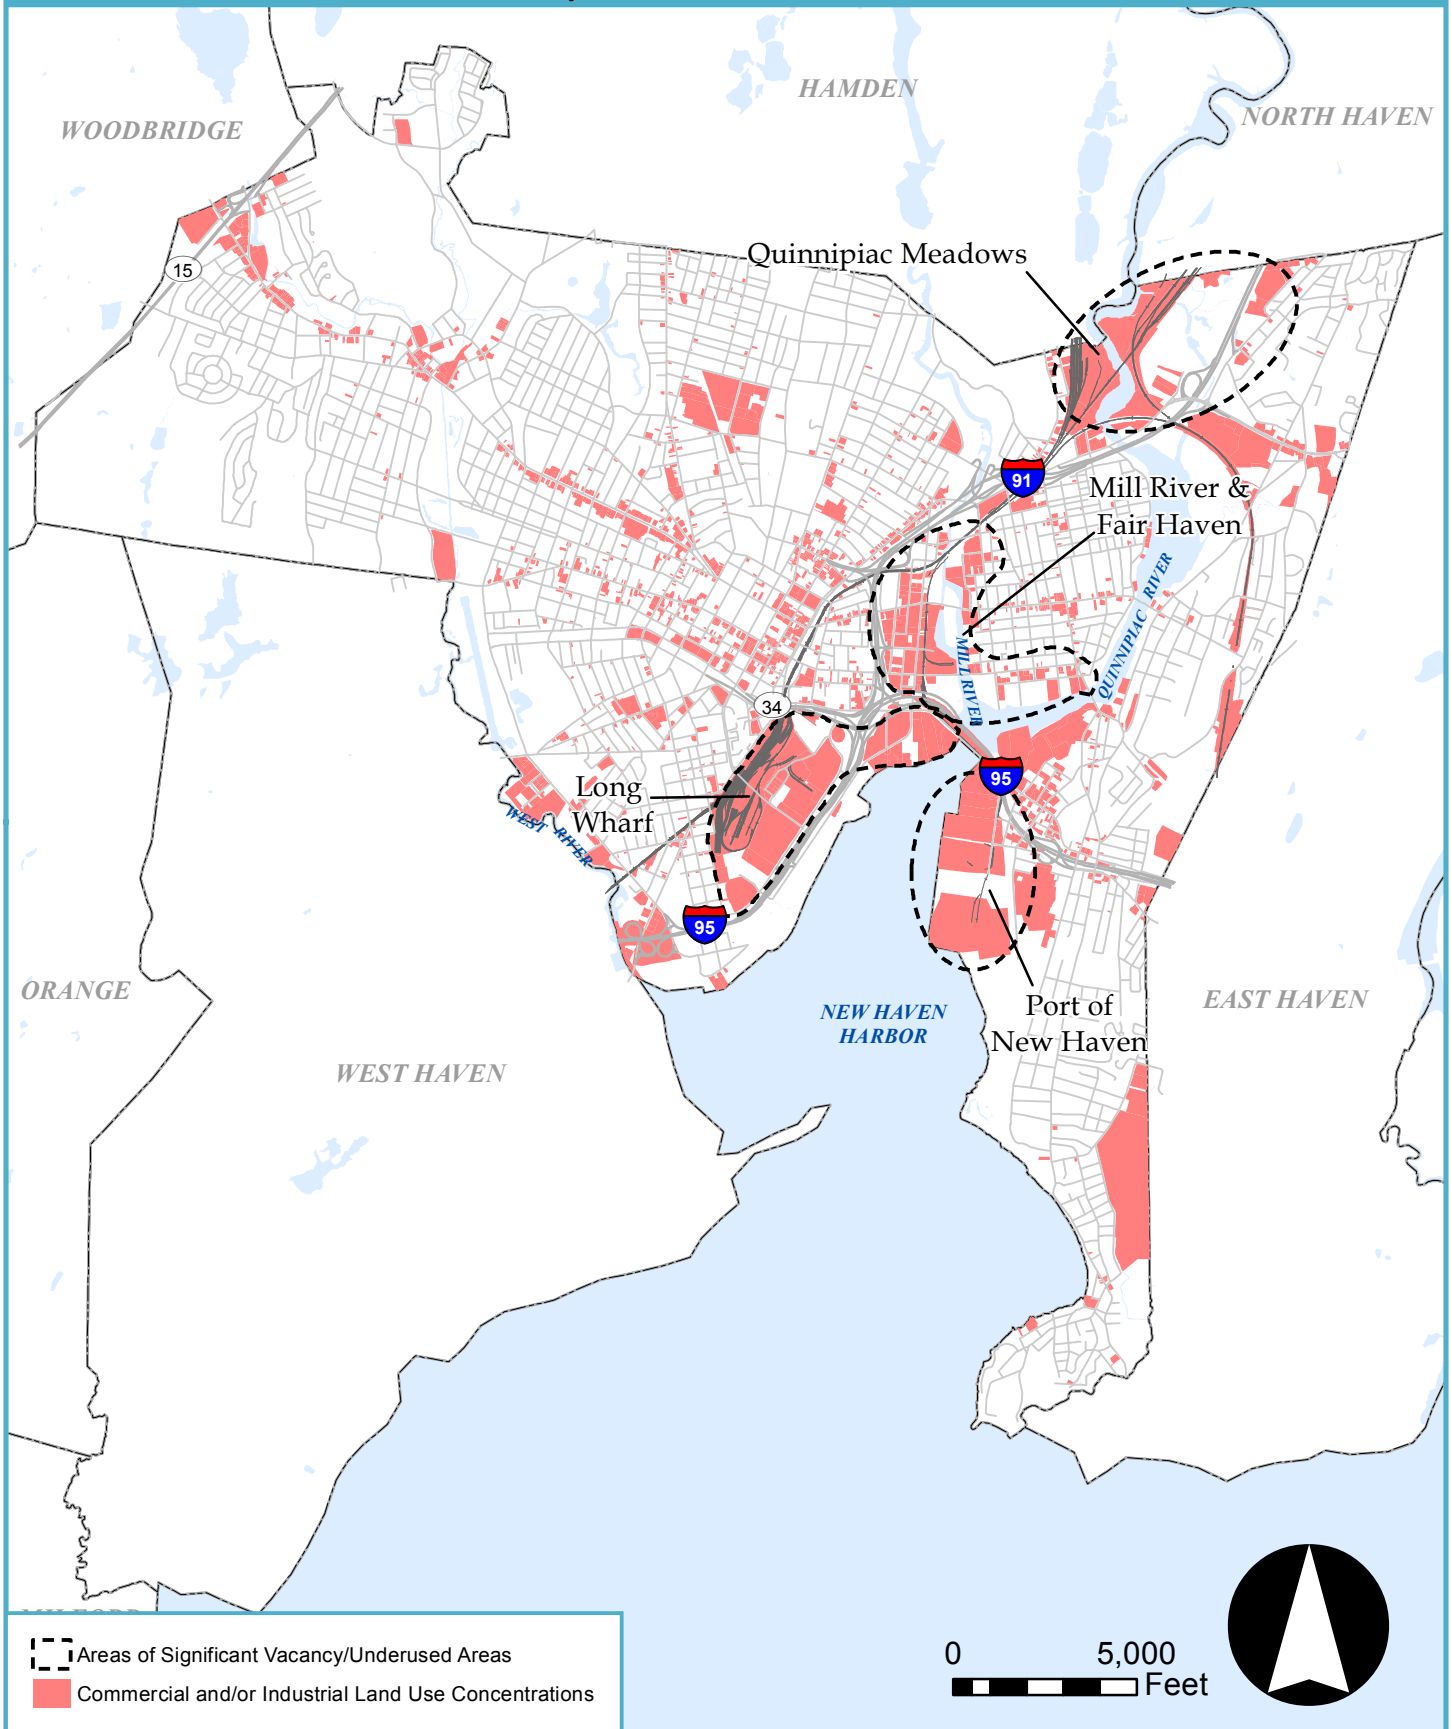 HAMDEN
NORTH HAVEN
WOODBRIDGE
Quinnipiac Meadows
15
91
Mill River &
Fair Haven
QUINNIPIAC RIVER
MILL RIVER
34
95
Long
Wharf
WEST RIVER
95
ORANGE
EAST HAVEN
NEW HAVEN
HARBOR
Port of
New Haven
WEST HAVEN
Areas of Significant Vacancy/Underused Areas
Commercial and/or Industrial Land Use Concentrations
0 5,000
Feet